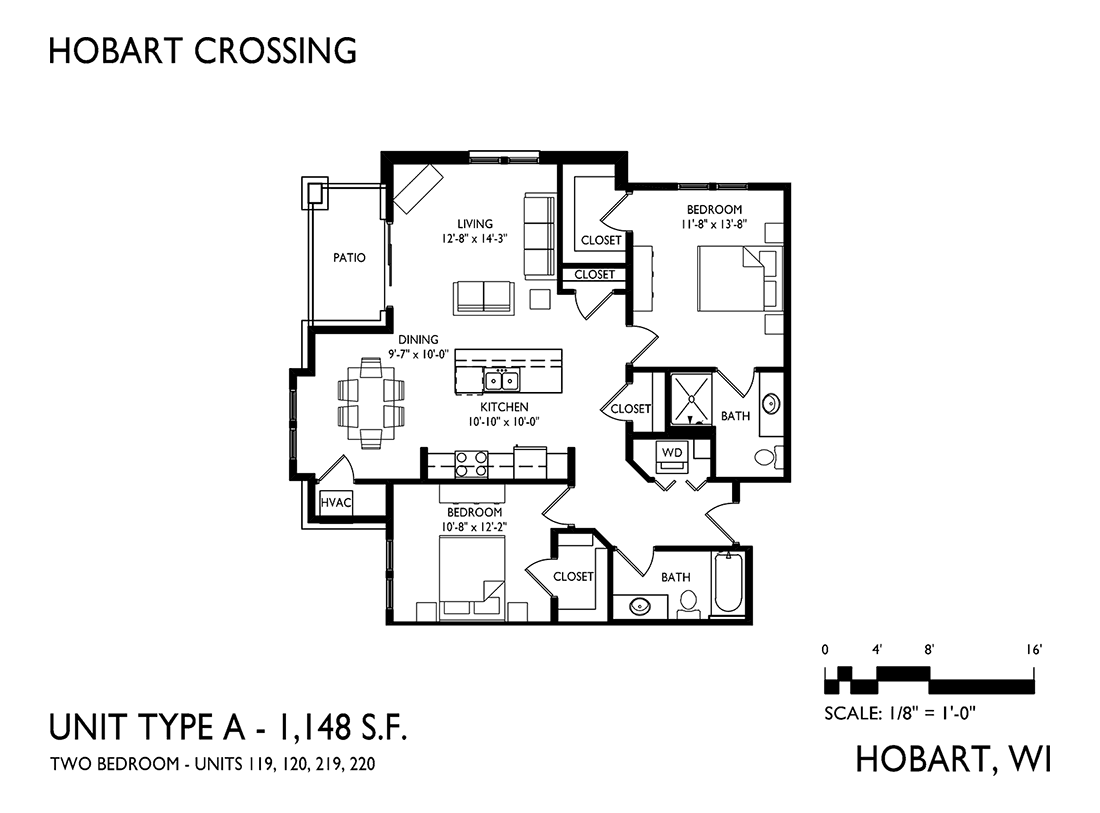 HOBART CROSSING
LIVING
12'-8" x 14'-3"
CLOSET
BEDROOM
11'-8" x 13'-8"
PATIO
CLOSET
DINING
9'-7" x 10'-0"
KITCHEN
10'-10" x 10'-0"
CLOSET
BATH
WD
HVAC
BEDROOM
10'-8" x 12'-2"
CLOSET
BATH
0 4' 8' 16'
SCALE: 1/8" = 1'-0"
UNIT TYPE A - 1,148 S.F.
TWO BEDROOM - UNITS 119, 120, 219, 220
HOBART, WI